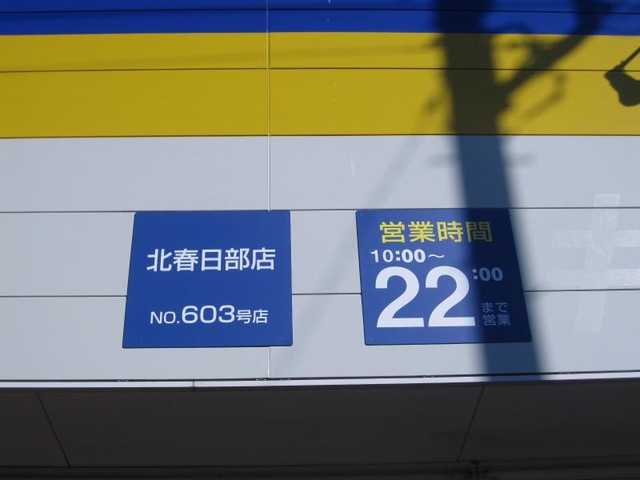 北春日部店
NO.603号店
営業時間
10:00～
22:00
まで
営業